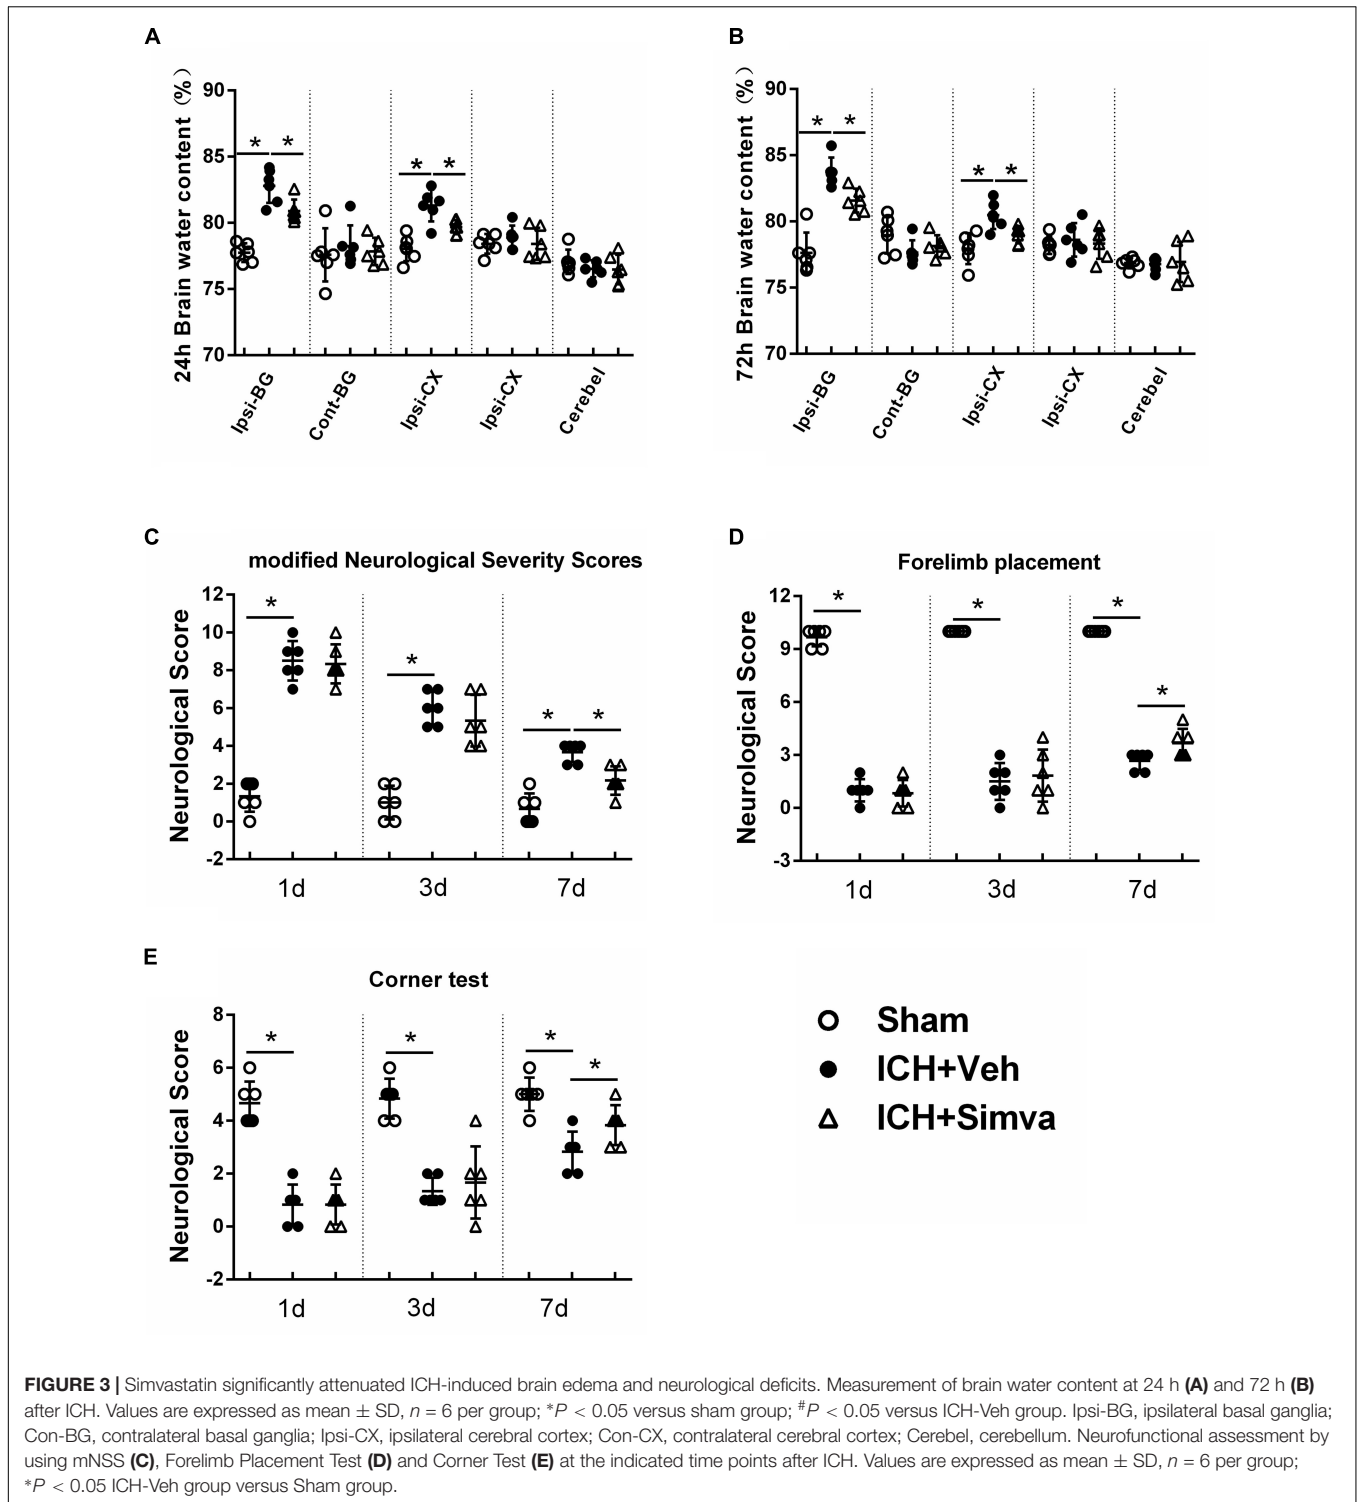 A
24h Brain water content (%)
90
85
80
75
70
* * * *
Ipsi-BG Cont-BG Ipsi-CX Ipsi-CX Cerebel
B
72h Brain water content (%)
90
85
80
75
70
* * * *
Ipsi-BG Cont-BG Ipsi-CX Ipsi-CX Cerebel
C
modified Neurological Severity Scores
Neurological Score
12
10
8
6
4
2
0
-2
* * * *
1d 3d 7d
D
Forelimb placement
Neurological Score
12
9
6
3
0
-3
* * * *
1d 3d 7d
E
Corner test
Neurological Score
8
6
4
2
0
-2
* * * *
1d 3d 7d
Sham
ICH+Veh
ICH+Simva
FIGURE 3 | Simvastatin significantly attenuated ICH-induced brain edema and neurological deficits. Measurement of brain water content at 24 h (A) and 72 h (B)
after ICH. Values are expressed as mean ± SD, n = 6 per group; *P < 0.05 versus sham group; #P < 0.05 versus ICH-Veh group. Ipsi-BG, ipsilateral basal ganglia;
Con-BG, contralateral basal ganglia; Ipsi-CX, ipsilateral cerebral cortex; Con-CX, contralateral cerebral cortex; Cerebel, cerebellum. Neurofunctional assessment by
using mNSS (C), Forelimb Placement Test (D) and Corner Test (E) at the indicated time points after ICH. Values are expressed as mean ± SD, n = 6 per group;
*P < 0.05 ICH-Veh group versus Sham group.